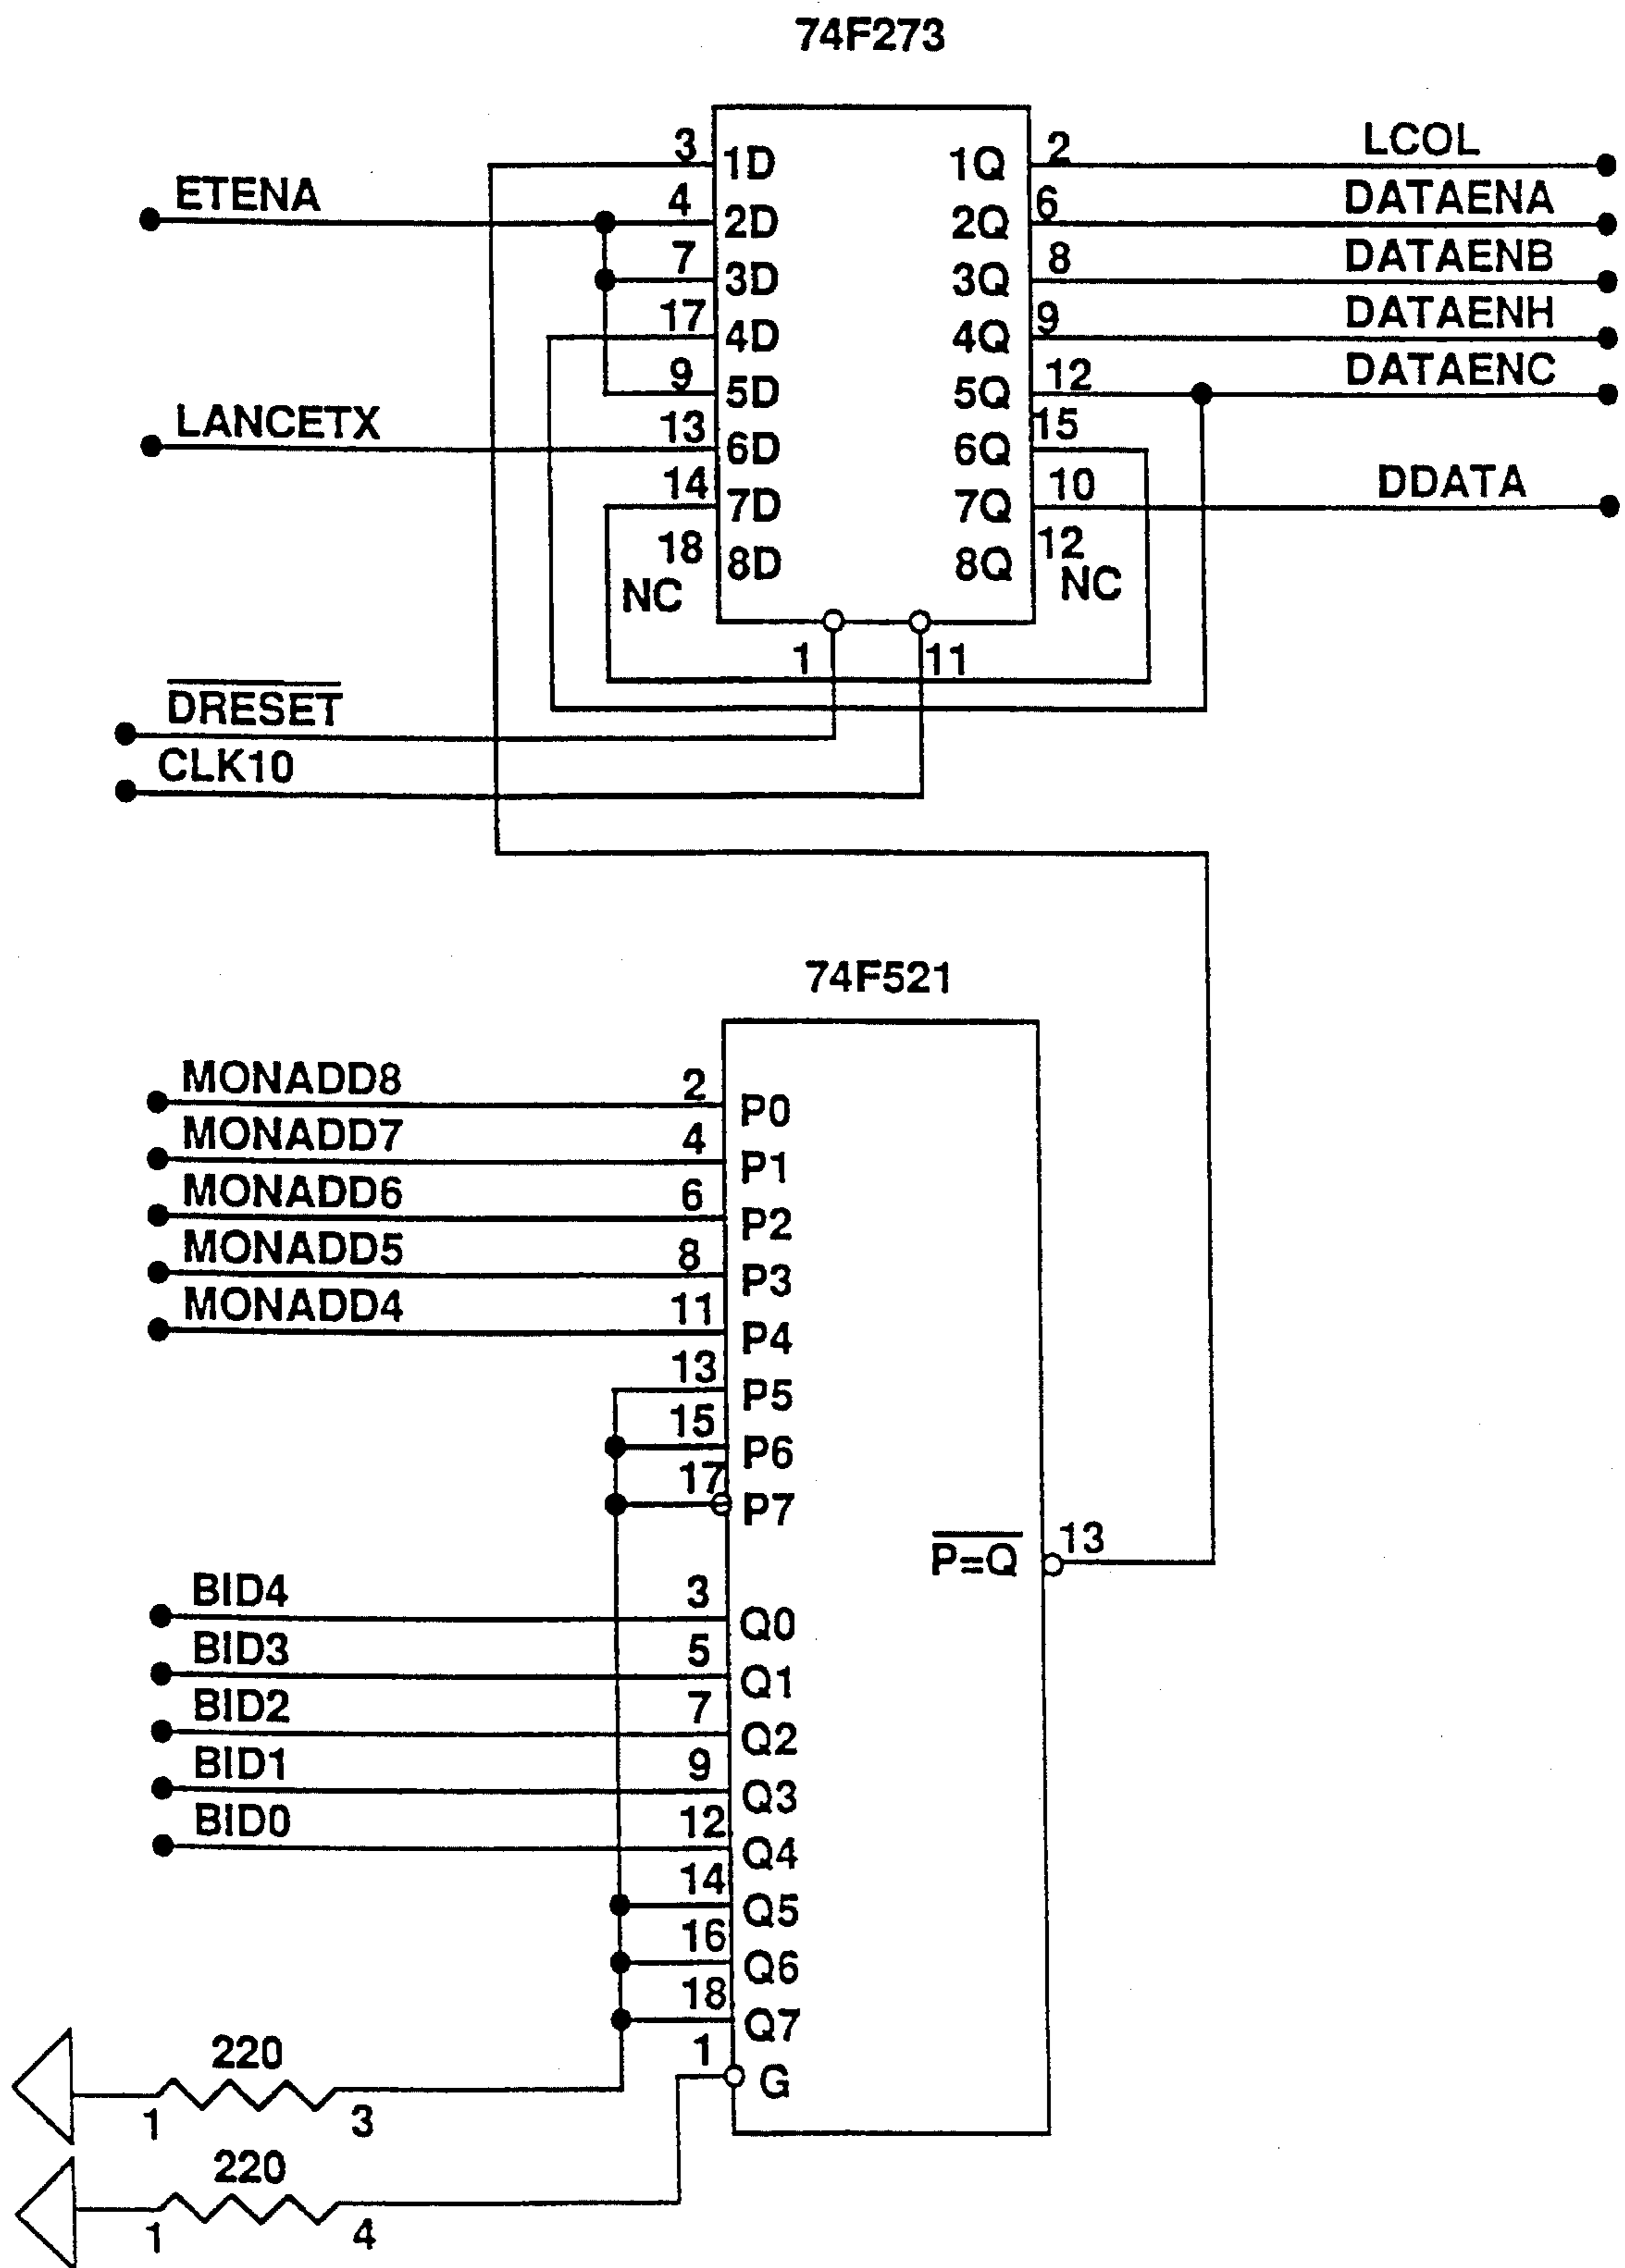 74F273
3 1D 1Q 2 LCOL
ETENA 4 2D 2Q 6 DATAENA
7 3D 3Q 8 DATAENB
17 4D 4Q 9 DATAENH
9 5D 5Q 12 DATAENC
LANCETX 13 6D 6Q 15
14 7D 7Q 10 DDATA
18 8D 8Q 12
NC NC
1 11
DRESET
CLK10
74F521
MONADD8 2 P0
MONADD7 4 P1
MONADD6 6 P2
MONADD5 8 P3
MONADD4 11 P4
13 P5
15 P6
17 P7
P=Q 13
BID4 3 Q0
BID3 5 Q1
BID2 7 Q2
BID1 9 Q3
BID0 12 Q4
14 Q5
16 Q6
18 Q7
1 G
220
1 3
220
1 4